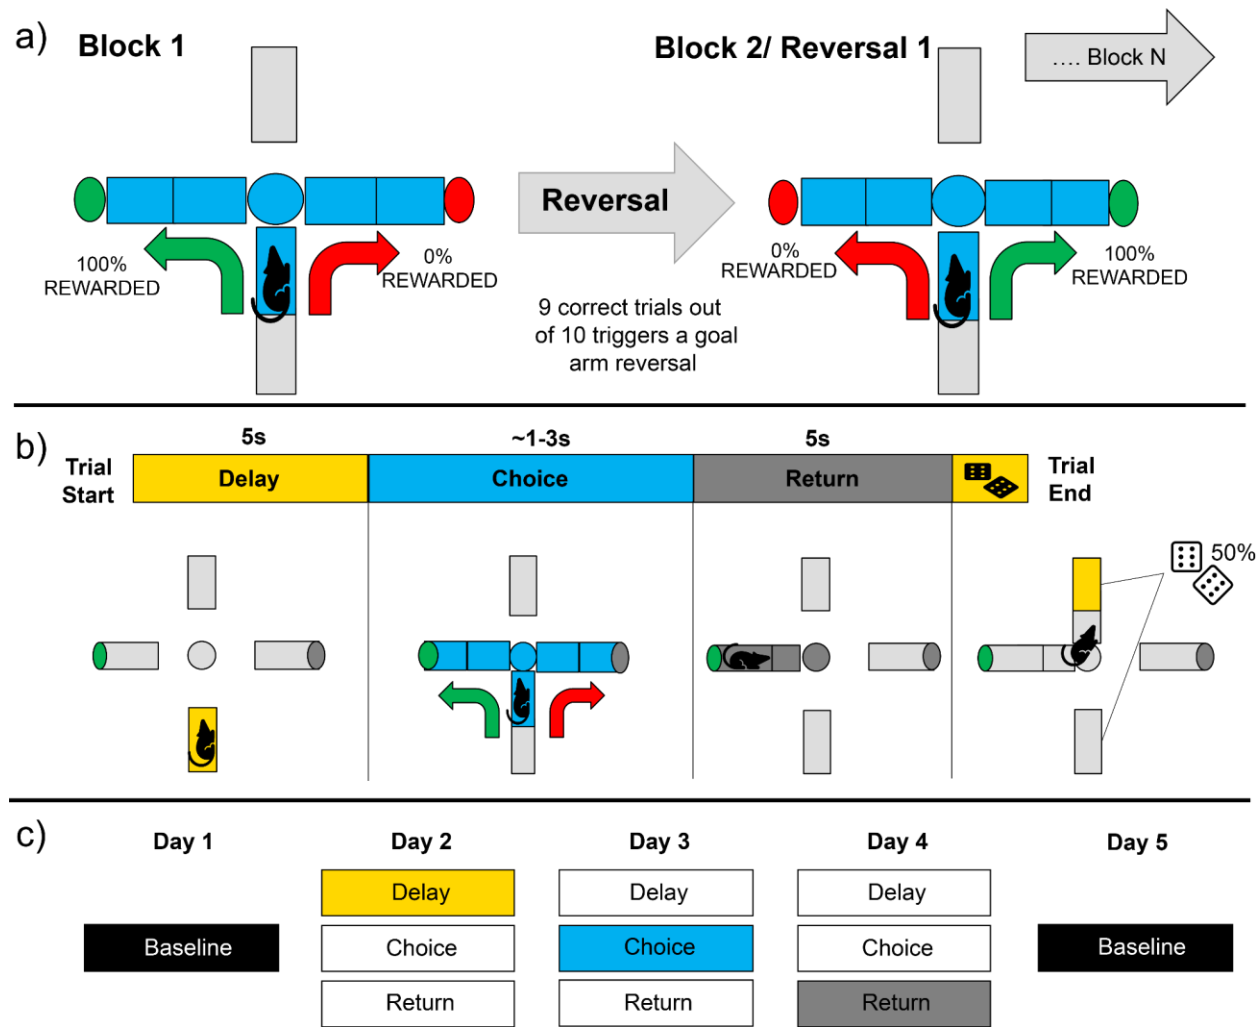 a)
Block 1
Block 2/ Reversal 1
.... Block N
100%
REWARDED
0%
REWARDED
Reversal
0%
REWARDED
100%
REWARDED
9 correct trials out
of 10 triggers a goal
arm reversal
b)
5s
~1-3s
5s
Trial
Start
Delay
Choice
Return
Trial
End
50%
c)
Day 1
Day 2
Day 3
Day 4
Day 5
Delay
Delay
Delay
Baseline
Choice
Choice
Choice
Baseline
Return
Return
Return